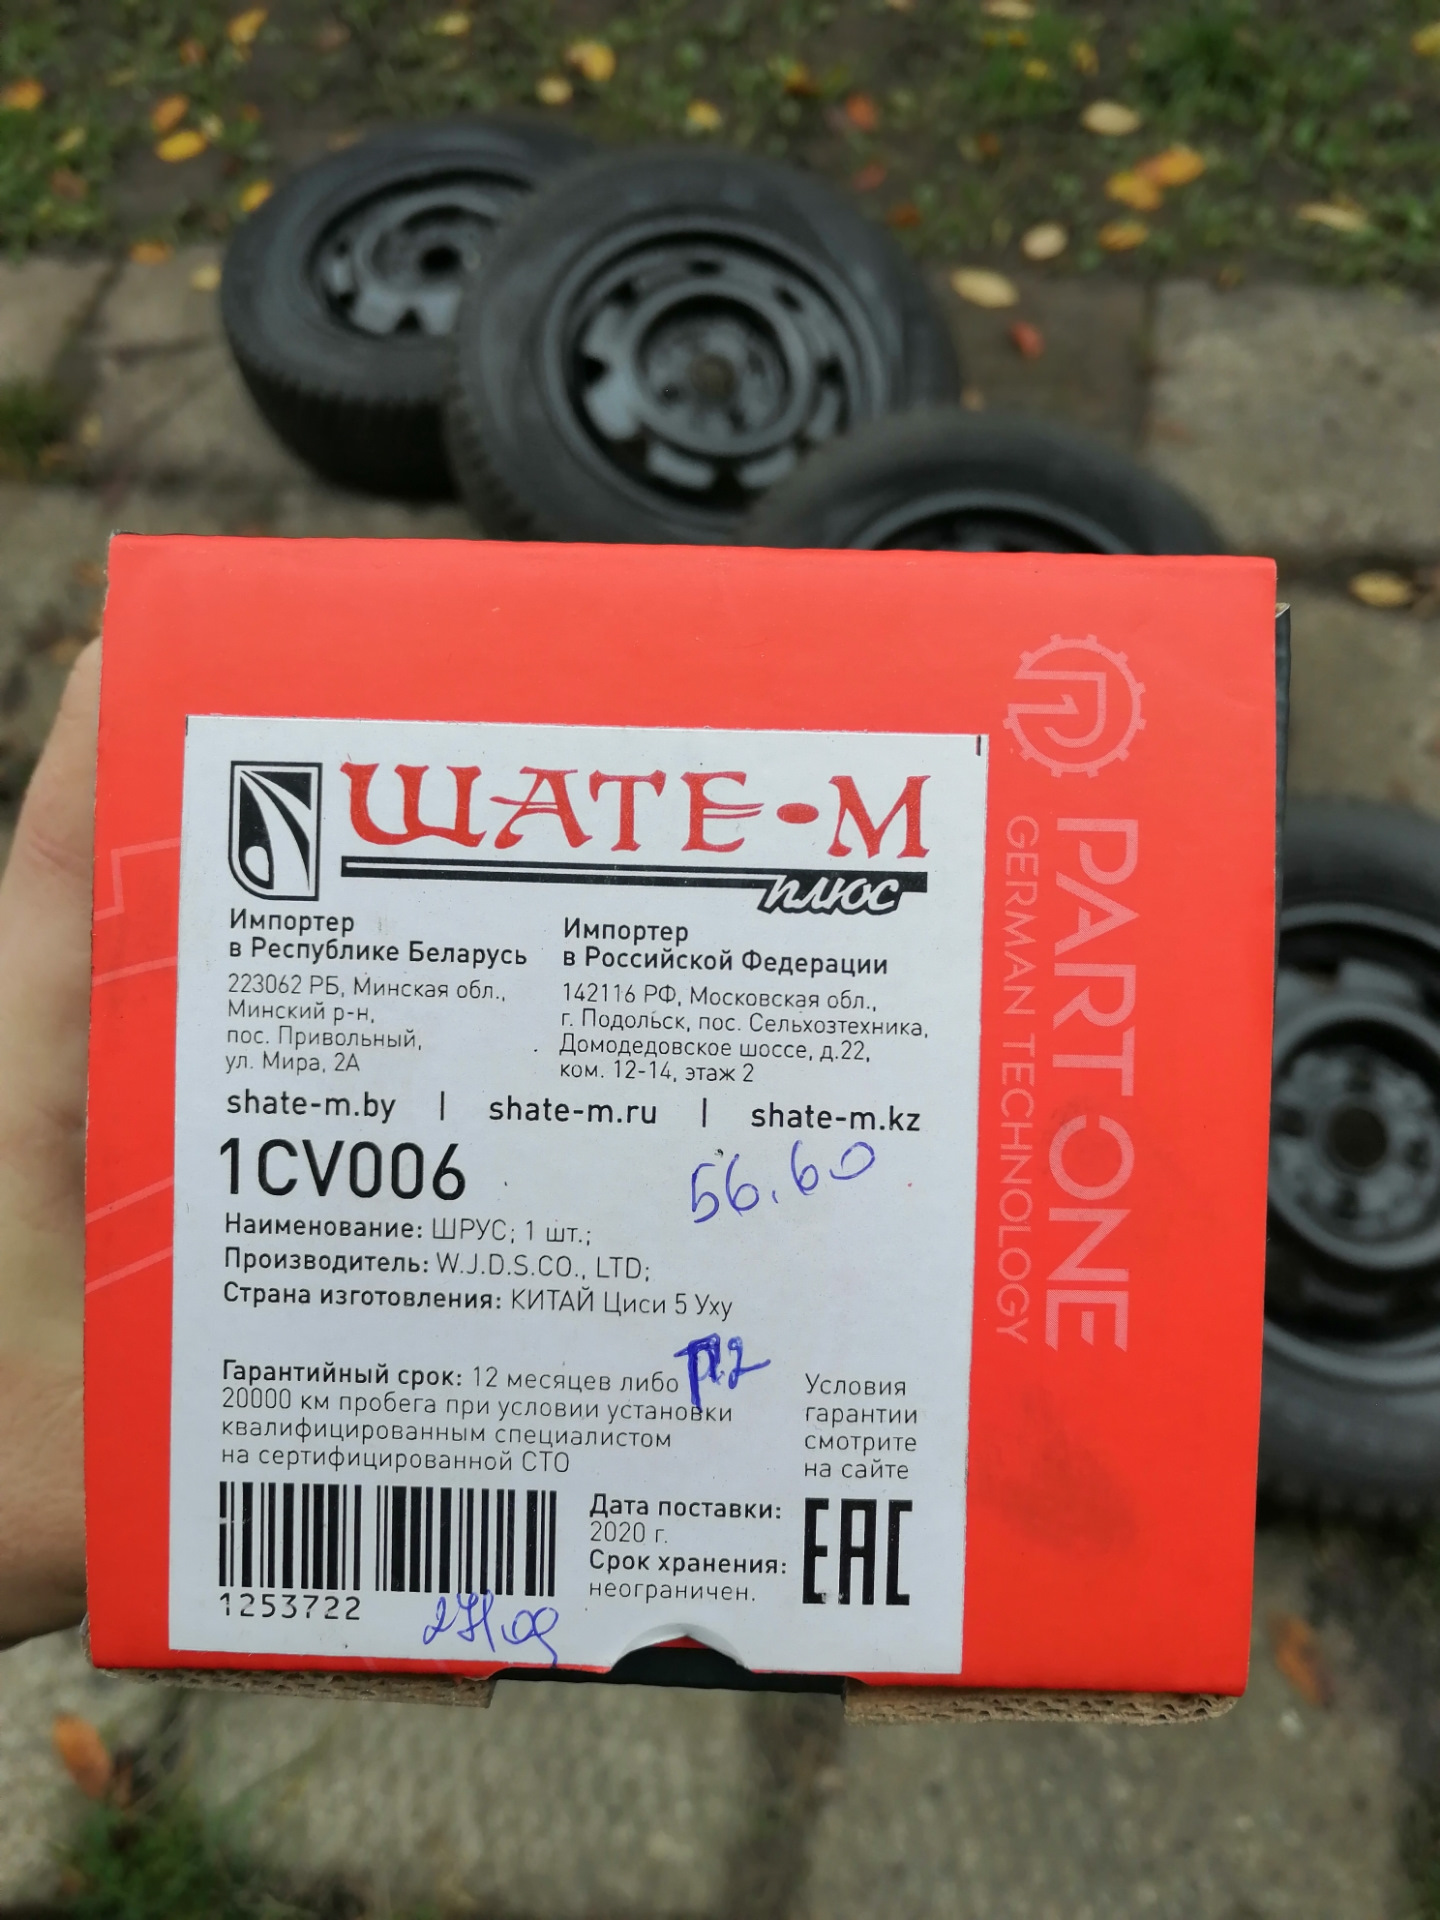 ШАТЕ-М
плюс
Импортер
в Республике Беларусь
223062 РБ, Минская обл.,
Минский р-н,
пос. Привольный,
ул. Мира, 2А
Импортер
в Российской Федерации
142116 РФ, Московская обл.,
г. Подольск, пос. Сельхозтехника,
Домодедовское шоссе, д.22,
ком. 12-14, этаж 2
shate-m.by | shate-m.ru | shate-m.kz
1CV006
56.60
Наименование: ШРУС; 1 шт.;
Производитель: W.J.D.S.CO., LTD;
Страна изготовления: КИТАЙ Циси 5 Уху
Гарантийный срок: 12 месяцев либо
20000 км пробега при условии установки
квалифицированным специалистом
на сертифицированной СТО
Условия
гарантии
смотрите
на сайте
Дата поставки:
2020 г.
Срок хранения:
неограничен.
EAC
1253722
PART ONE
GERMAN TECHNOLOGY